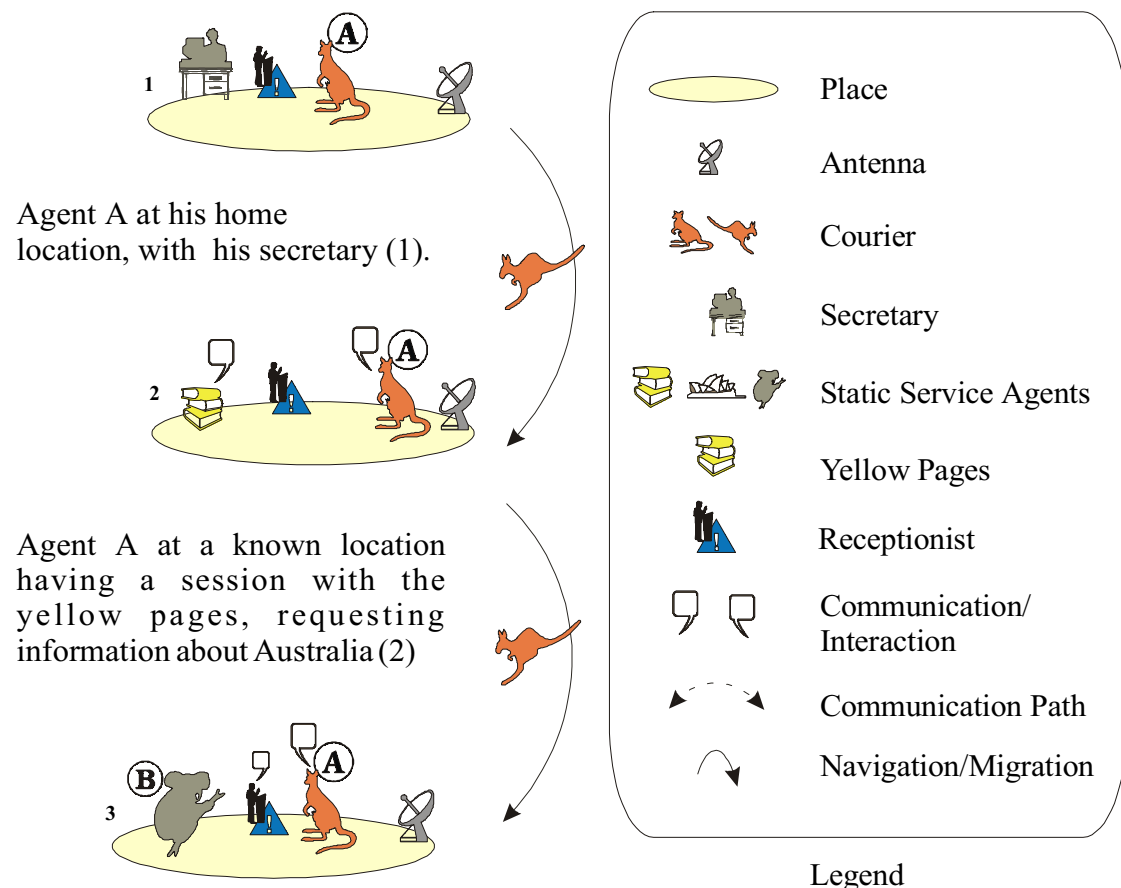 A
1
Agent A at his home
location, with his secretary (1).
A
2
Agent A at a known location
having a session with the
yellow pages, requesting
information about Australia (2)
B
A
3
Place
Antenna
Courier
Secretary
Static Service Agents
Yellow Pages
Receptionist
Communication/
Interaction
Communication Path
Navigation/Migration
Legend